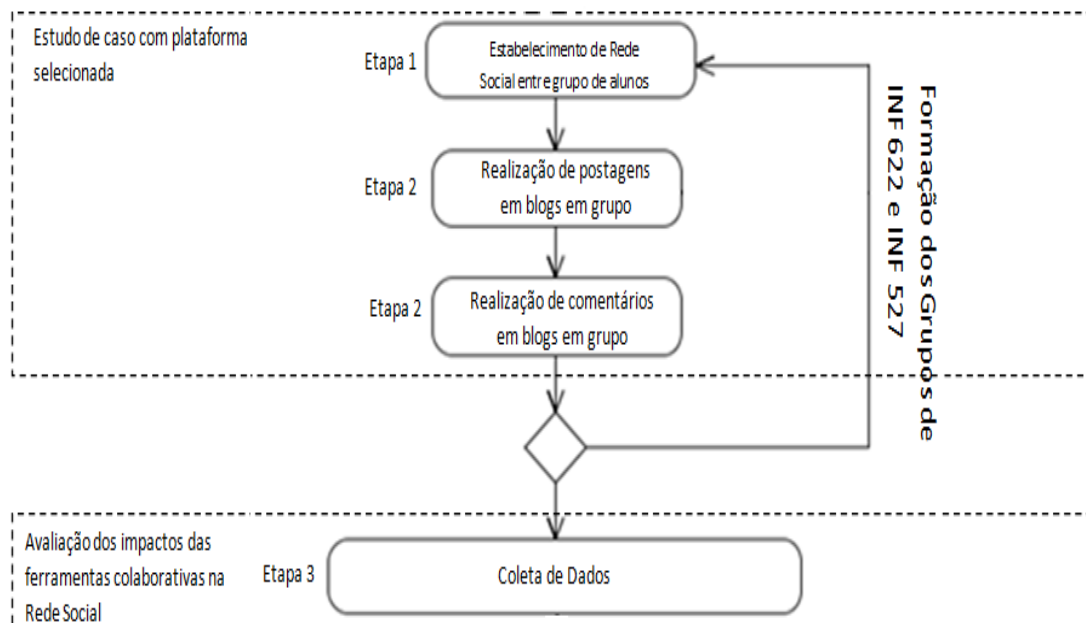 Estudo de caso com plataforma
selecionada
Etapa 1
Estabelecimento de Rede
Social entre grupo de alunos
Etapa 2
Realização de postagens
em blogs em grupo
Etapa 2
Realização de comentários
em blogs em grupo
Formação dos Grupos de
INF 622 e INF 527
Avaliação dos impactos das
ferramentas colaborativas na
Rede Social
Etapa 3
Coleta de Dados